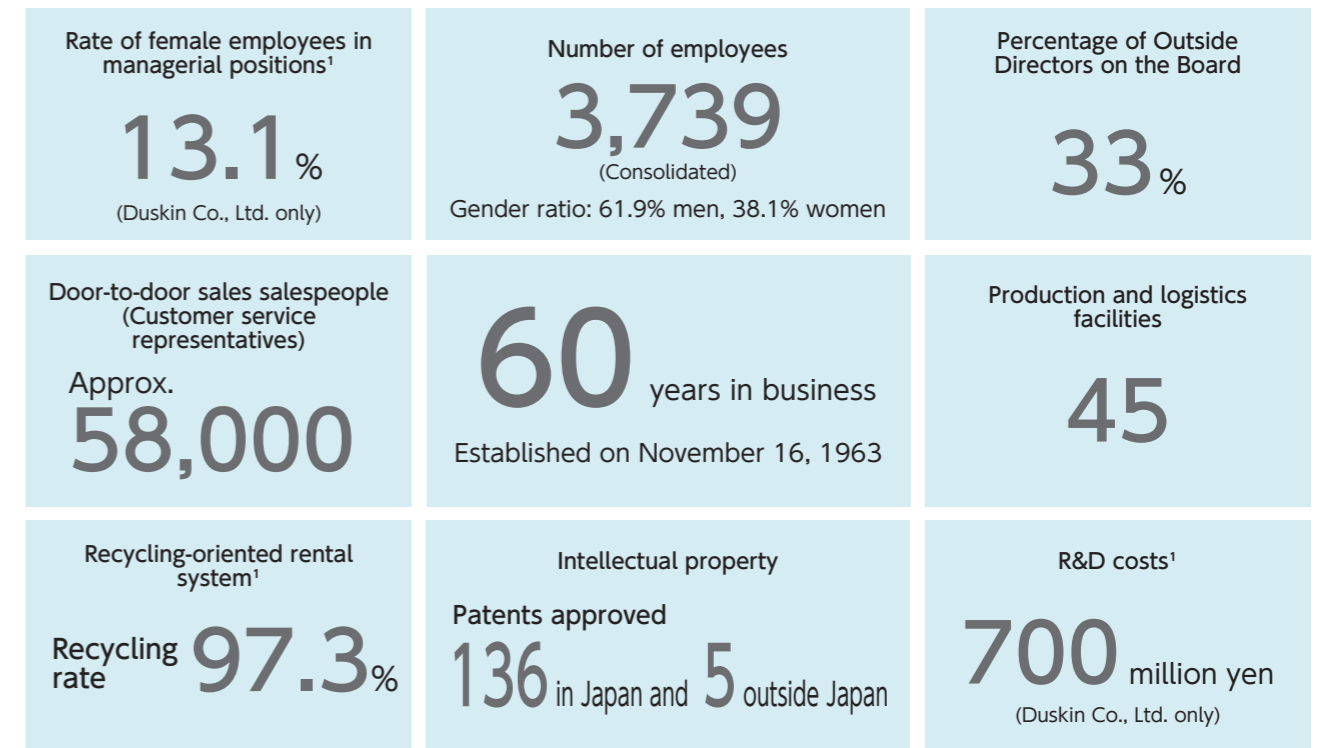 Rate of female employees in
managerial positions¹
13.1 %
(Duskin Co., Ltd. only)
Number of employees
3,739
(Consolidated)
Gender ratio: 61.9% men, 38.1% women
Percentage of Outside
Directors on the Board
33 %
Door-to-door sales salespeople
(Customer service
representatives)
Approx.
58,000
60 years in business
Established on November 16, 1963
Production and logistics
facilities
45
Recycling-oriented rental
system¹
Recycling
rate 97.3%
Intellectual property
Patents approved
136 in Japan and 5 outside Japan
R&D costs¹
700 million yen
(Duskin Co., Ltd. only)